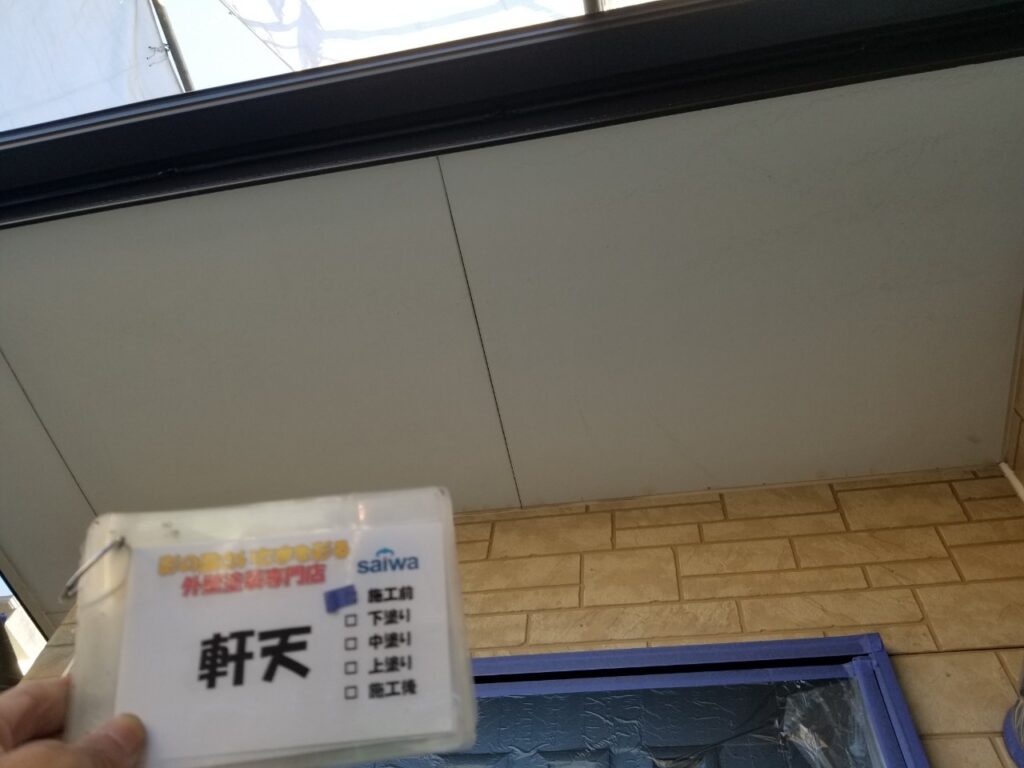 外壁塗装専門店
saiwa
軒天
施工前
□ 下塗り
□ 中塗り
□ 上塗り
□ 施工後